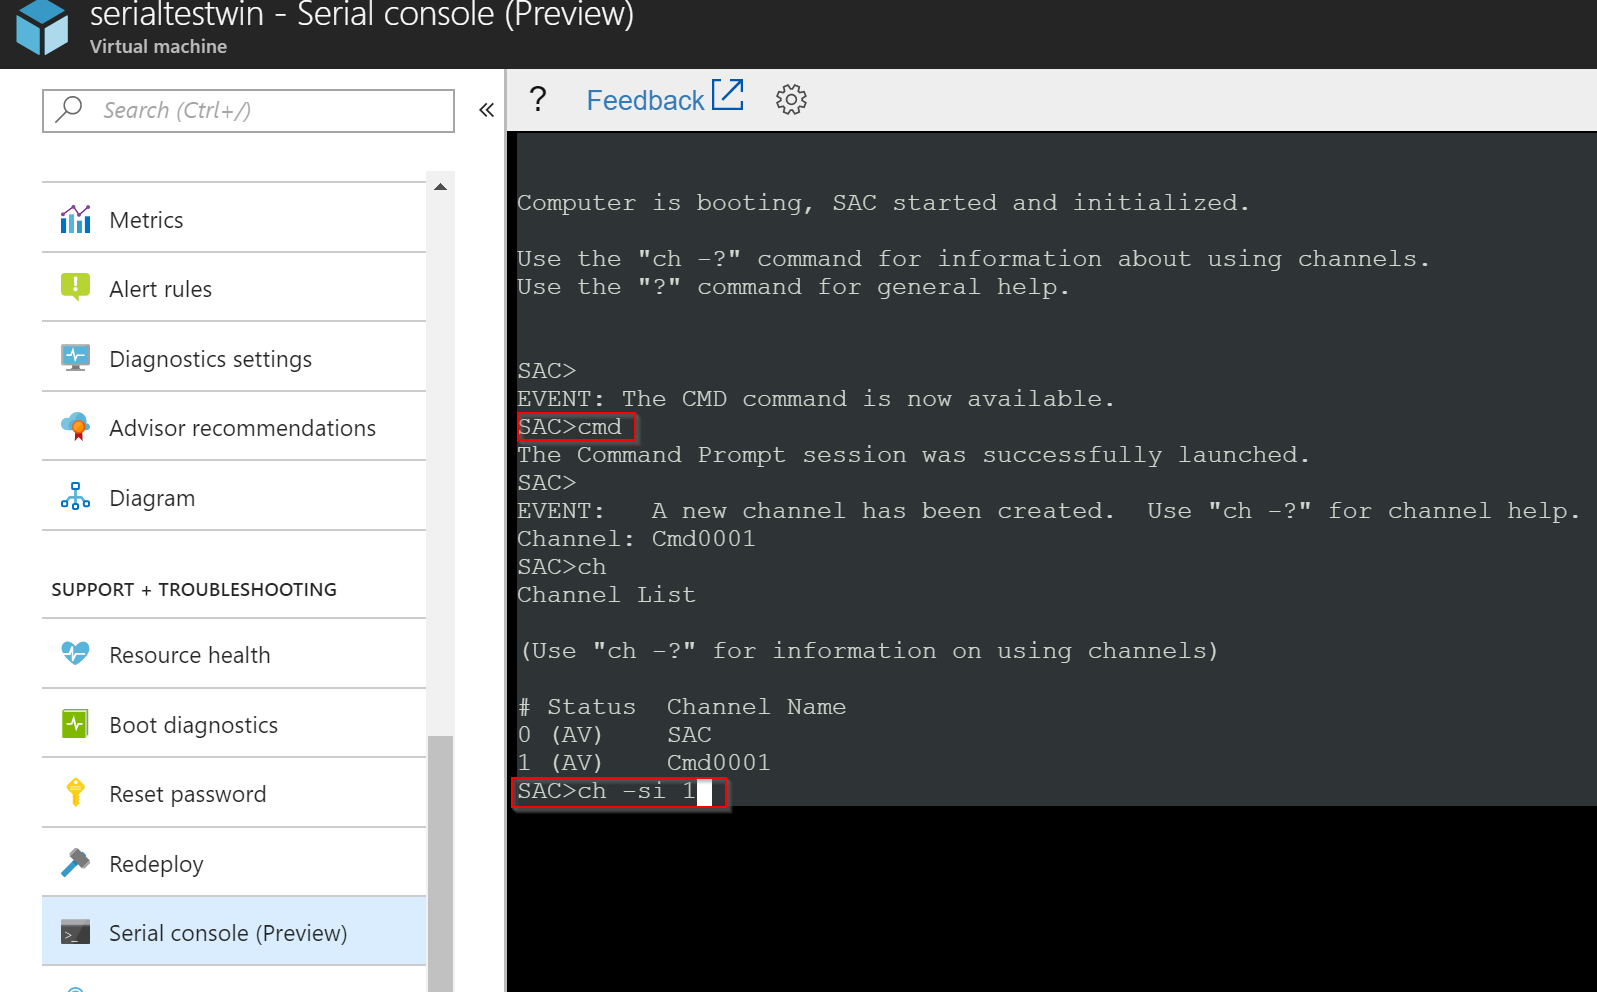 serialtestwin - Serial console (Preview)
Virtual machine
Search (Ctrl+/)
«
Metrics
Alert rules
Diagnostics settings
Advisor recommendations
Diagram
SUPPORT + TROUBLESHOOTING
Resource health
Boot diagnostics
Reset password
Redeploy
Serial console (Preview)
? Feedback
Computer is booting, SAC started and initialized.
Use the "ch -?" command for information about using channels.
Use the "?" command for general help.
SAC>
EVENT: The CMD command is now available.
SAC>cmd
The Command Prompt session was successfully launched.
SAC>
EVENT:   A new channel has been created.  Use "ch -?" for channel help.
Channel: Cmd0001
SAC>ch
Channel List
(Use "ch -?" for information on using channels)
# Status  Channel Name
0 (AV)    SAC
1 (AV)    Cmd0001
SAC>ch -si 1